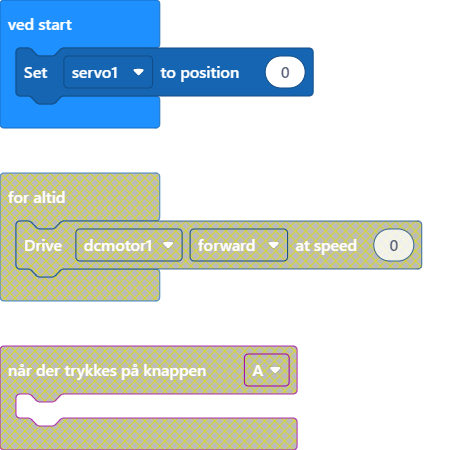 ved start
Set servo1 to position 0
for altid
Drive dcmotor1 forward at speed 0
når der trykkes på knappen A